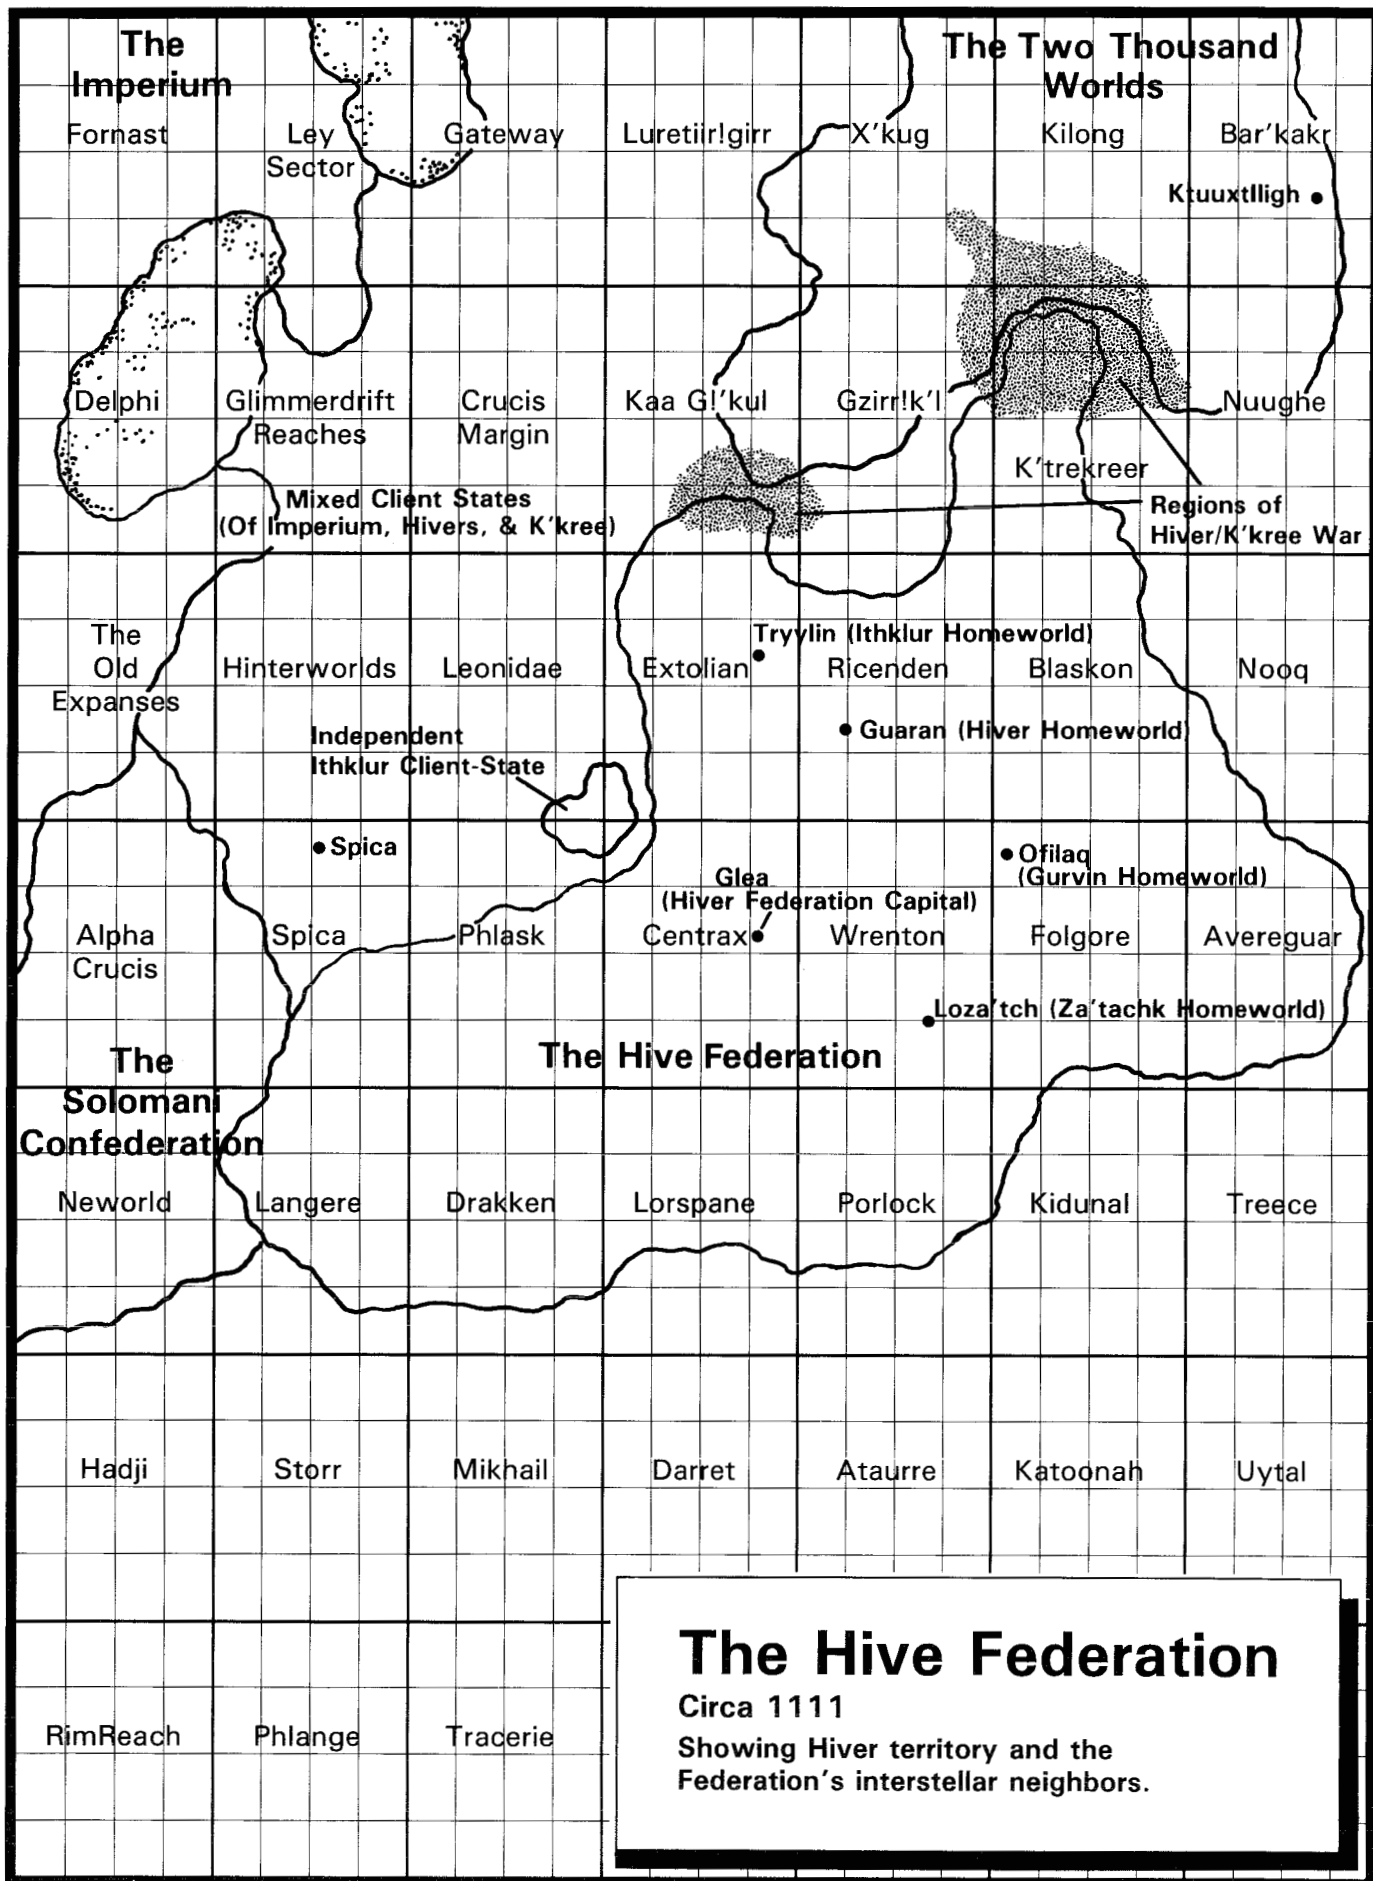 The
Imperium
The Two Thousand
Worlds
Fornast
Ley
Sector
Gateway
Luretiir!girr
X'kug
Kilong
Bar'kakr
Ktuuxtlligh
Delphi
Glimmerdrift
Reaches
Crucis
Margin
Kaa G!'kul
Gzirr!k'l
Nuughe
K'trekreer
Mixed Client States
(Of Imperium, Hivers, & K'kree)
Regions of
Hiver/K'kree War
The
Old
Expanses
Hinterworlds
Leonidae
Extolian
Tryylin (Ithklur Homeworld)
Ricenden
Blaskon
Nooq
Independent
Ithklur Client-State
Guaran (Hiver Homeworld)
Spica
Ofilaq
(Gurvin Homeworld)
Glea
(Hiver Federation Capital)
Alpha
Crucis
Spica
Phlask
Centrax
Wrenton
Folgore
Avereguar
Loza'tch (Za'tachk Homeworld)
The Hive Federation
The
Solomani
Confederation
Neworld
Langere
Drakken
Lorspane
Porlock
Kidunal
Treece
Hadji
Storr
Mikhail
Darret
Ataurre
Katoonah
Uytal
RimReach
Phlange
Tracerie
The Hive Federation
Circa 1111
Showing Hiver territory and the
Federation's interstellar neighbors.